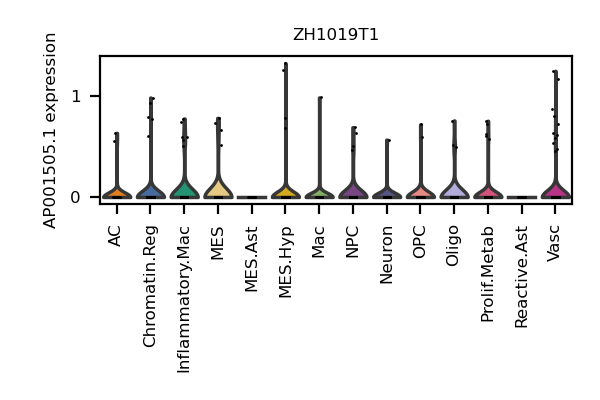 ZH1019T1
AP001505.1 expression
1
0
AC
Chromatin.Reg
Inflammatory.Mac
MES
MES.Ast
MES.Hyp
Mac
NPC
Neuron
OPC
Oligo
Prolif.Metab
Reactive.Ast
Vasc